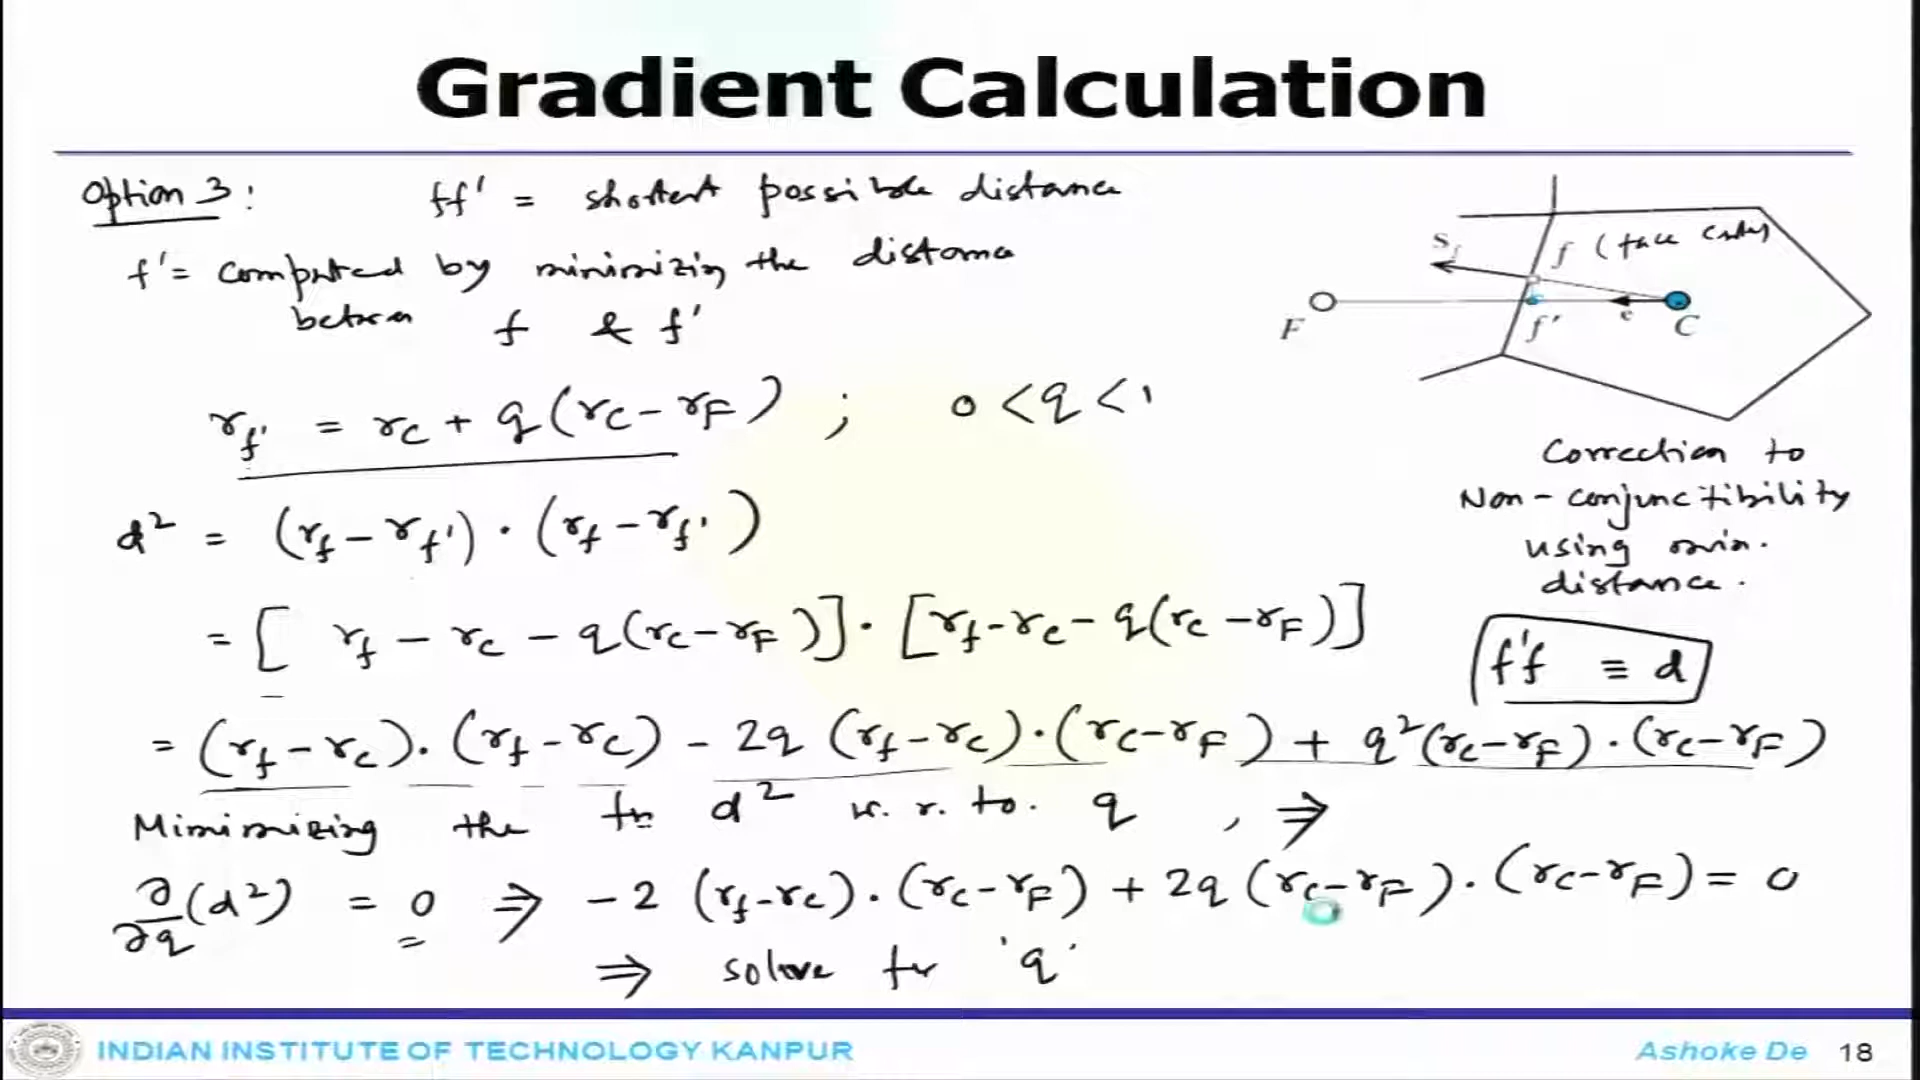 Gradient Calculation
Option 3: ff' = shortest possible distance
f' = computed by minimizing the distance
between f & f'
r_f' = r_C + q(r_C - r_F) ; 0 < q < 1
d² = (r_f - r_f') · (r_f - r_f')
= [ r_f - r_C - q(r_C - r_F)] · [r_f - r_C - q(r_C - r_F)]
= (r_f - r_C) · (r_f - r_C) - 2q (r_f - r_C) · (r_C - r_F) + q²(r_C - r_F) · (r_C - r_F)
Minimizing the fn d² w. r. to. q , ⇒
∂/∂q (d²) = 0 ⇒ -2 (r_f - r_C) · (r_C - r_F) + 2q (r_C - r_F) · (r_C - r_F) = 0
⇒ solve for 'q'
S_f
f (face
F
f'
e
C
Correction to
Non-conjunctibility
using min.
distance.
f'f ≡ d
INDIAN INSTITUTE OF TECHNOLOGY KANPUR
Ashoke De 18